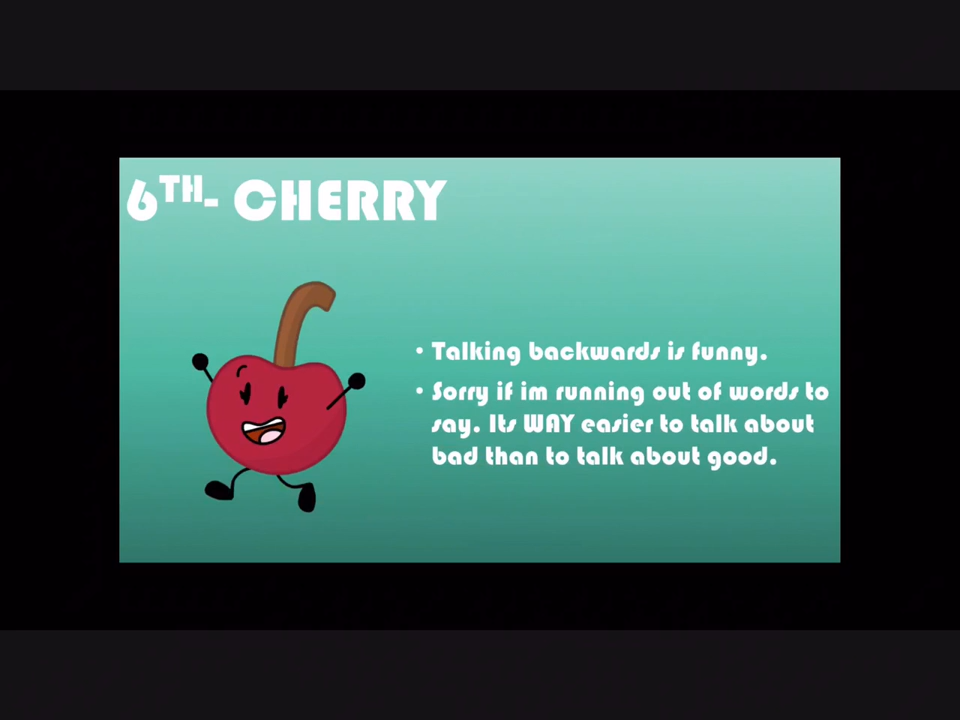 6TH- CHERRY
• Talking backwards is funny.
• Sorry if im running out of words to
say. Its WAY easier to talk about
bad than to talk about good.